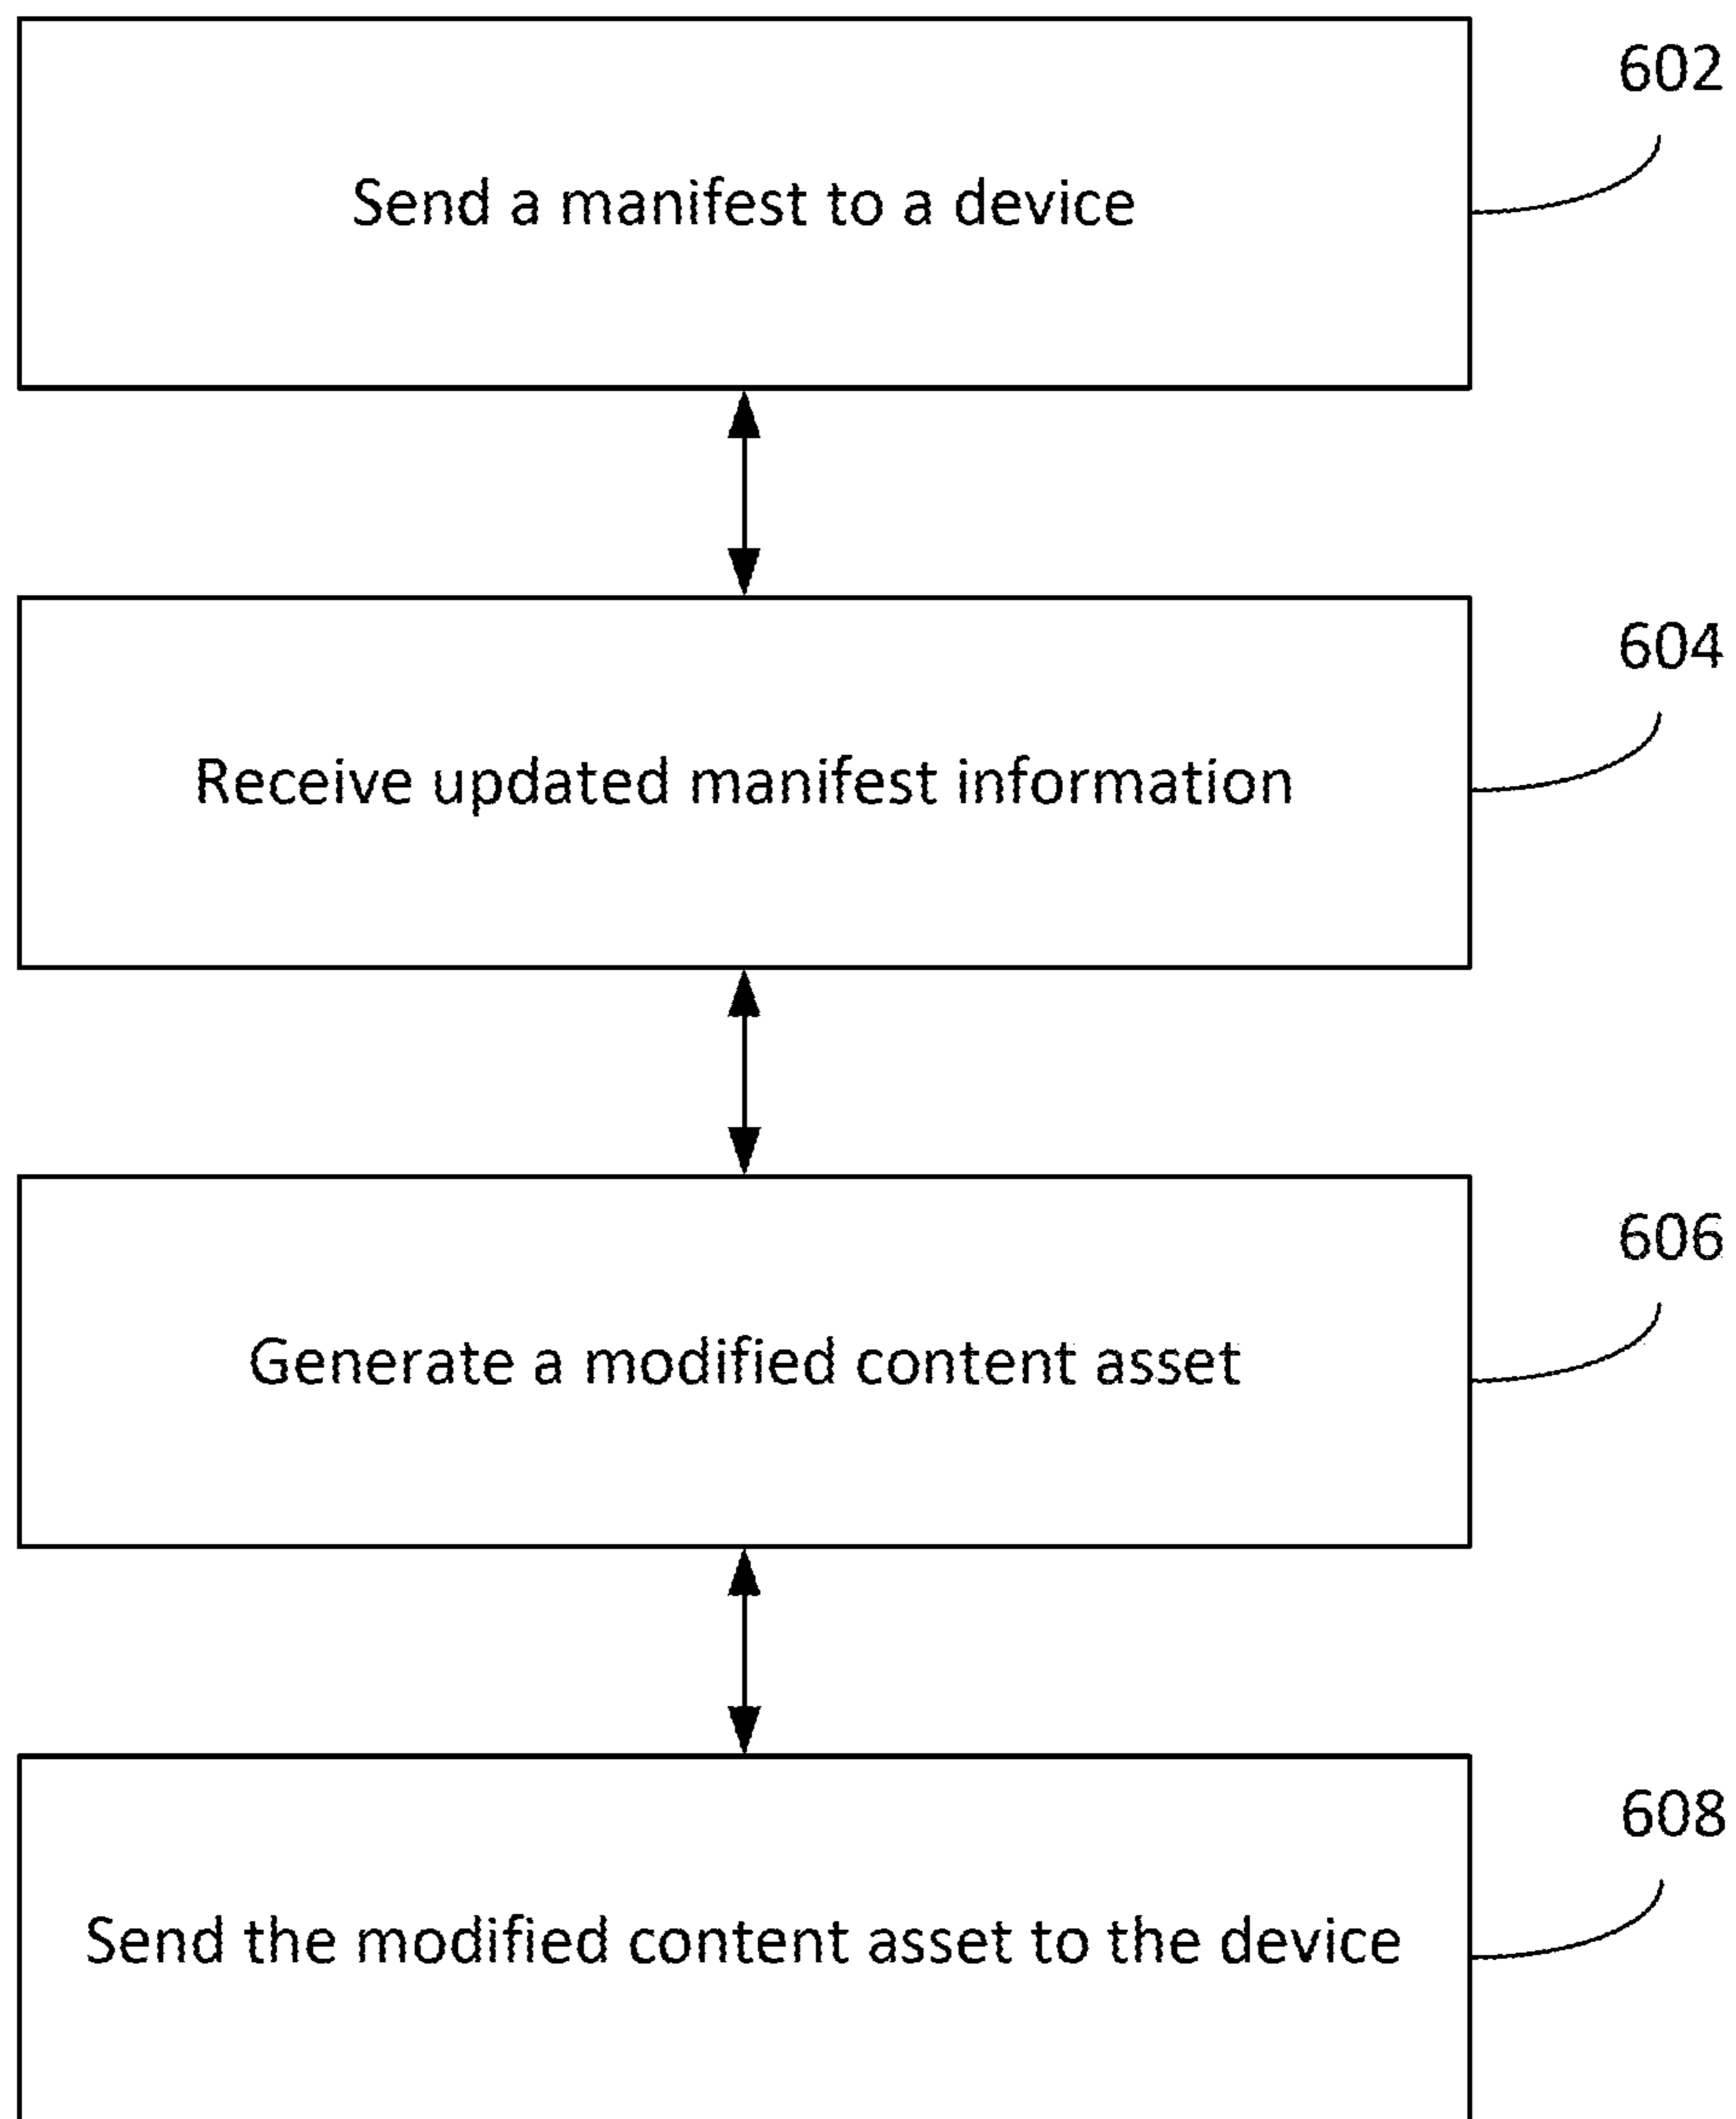 602
Send a manifest to a device
604
Receive updated manifest information
606
Generate a modified content asset
608
Send the modified content asset to the device